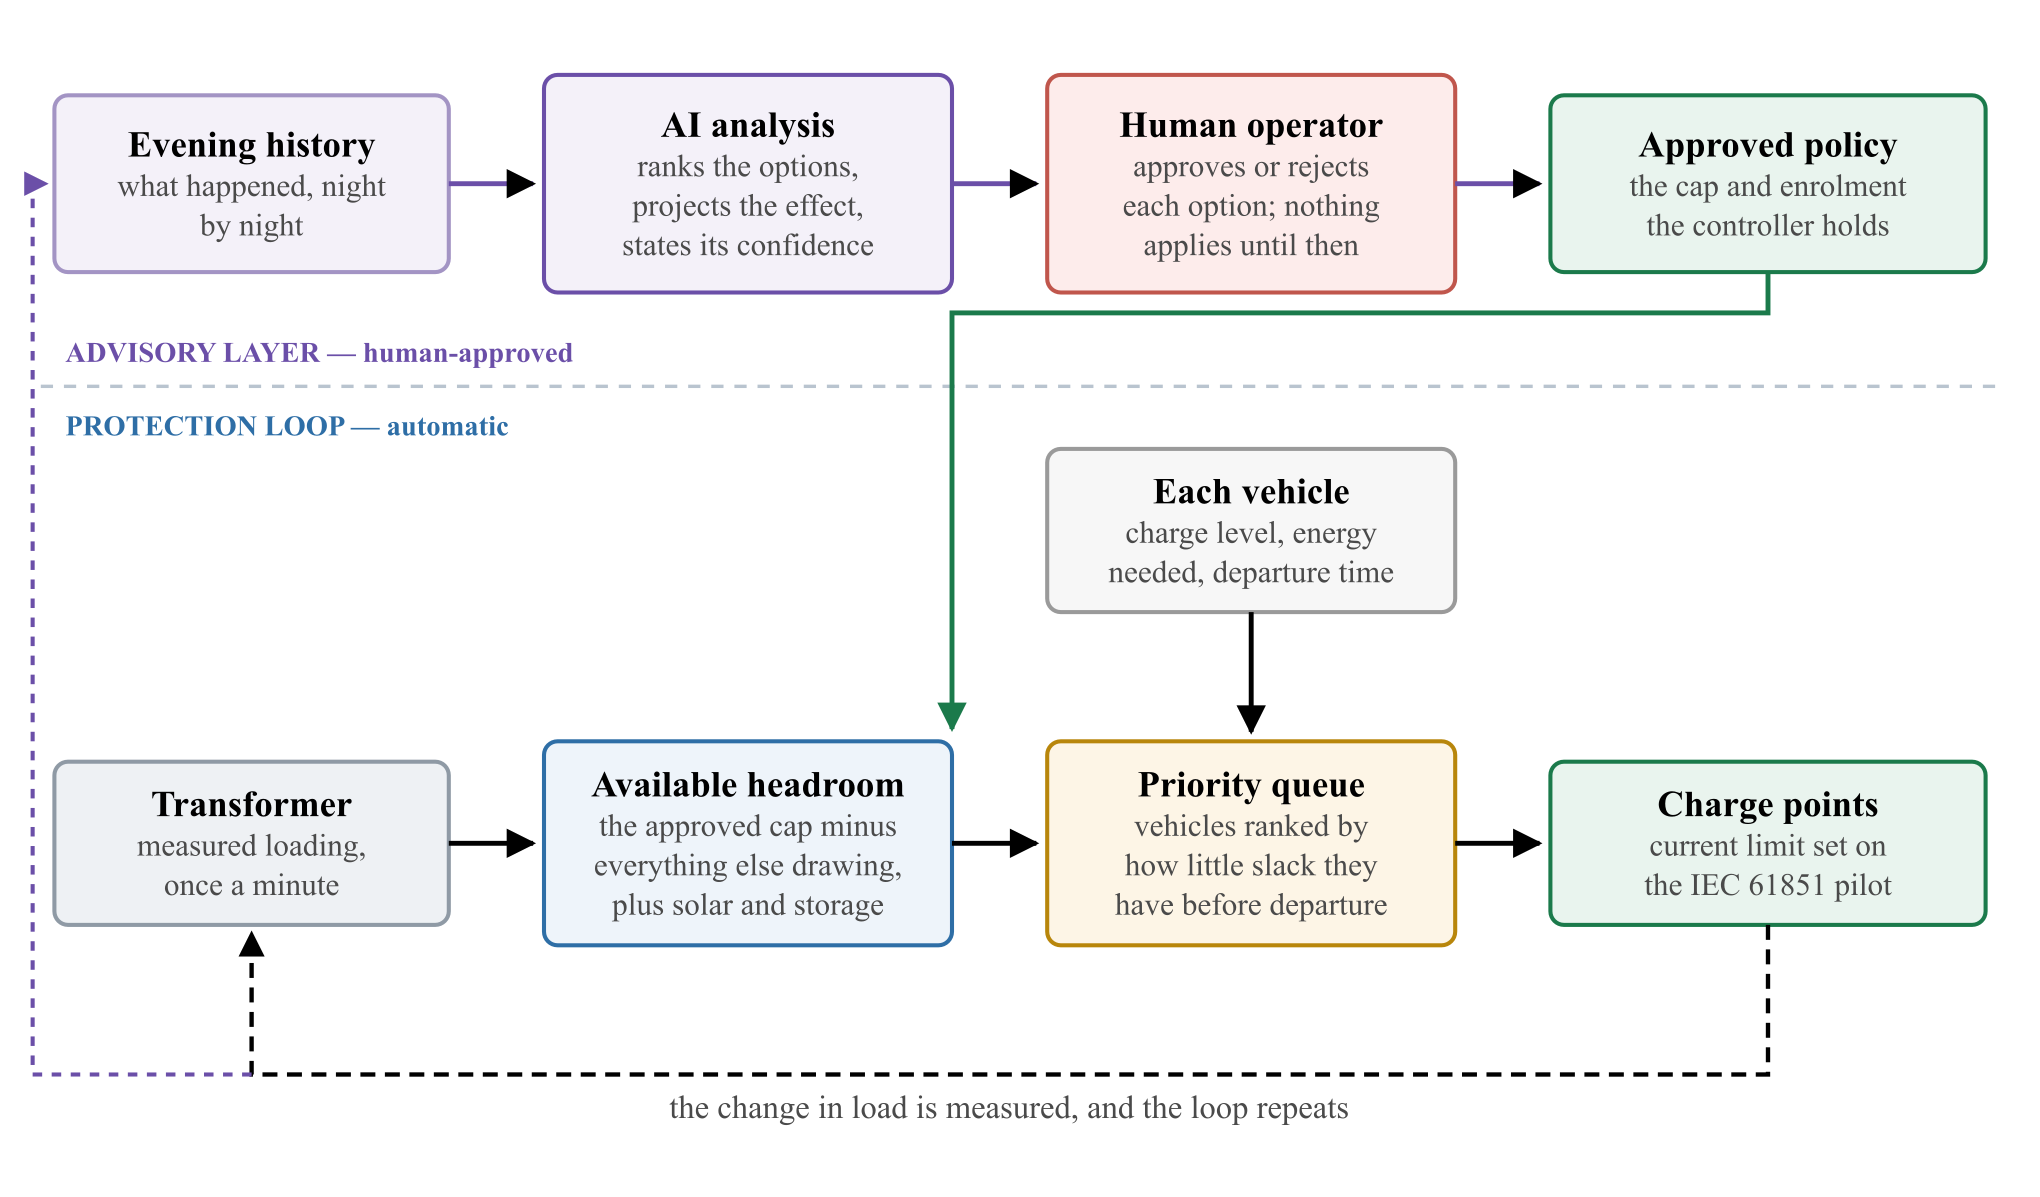 Evening history
what happened, night
by night
AI analysis
ranks the options,
projects the effect,
states its confidence
Human operator
approves or rejects
each option; nothing
applies until then
Approved policy
the cap and enrolment
the controller holds
ADVISORY LAYER — human-approved
PROTECTION LOOP — automatic
Each vehicle
charge level, energy
needed, departure time
Transformer
measured loading,
once a minute
Available headroom
the approved cap minus
everything else drawing,
plus solar and storage
Priority queue
vehicles ranked by
how little slack they
have before departure
Charge points
current limit set on
the IEC 61851 pilot
the change in load is measured, and the loop repeats